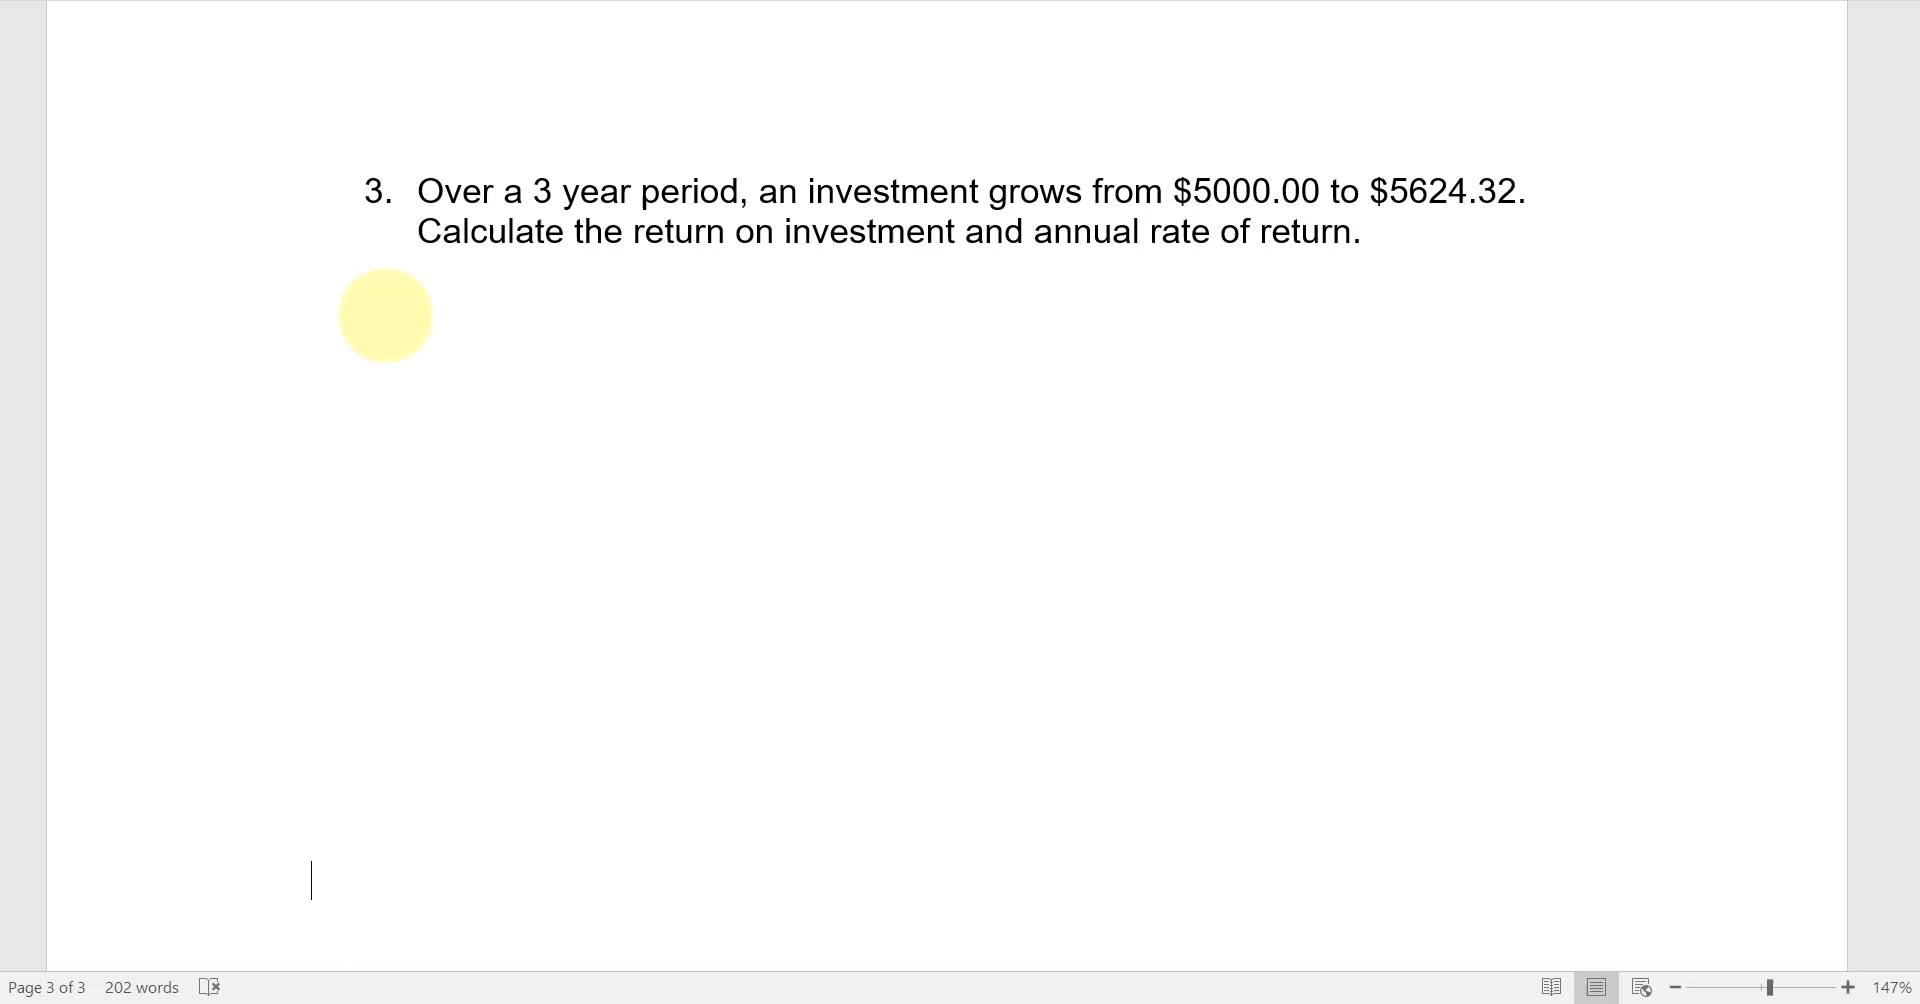 3. Over a 3 year period, an investment grows from $5000.00 to $5624.32.
Calculate the return on investment and annual rate of return.
Page 3 of 3 202 words 147%